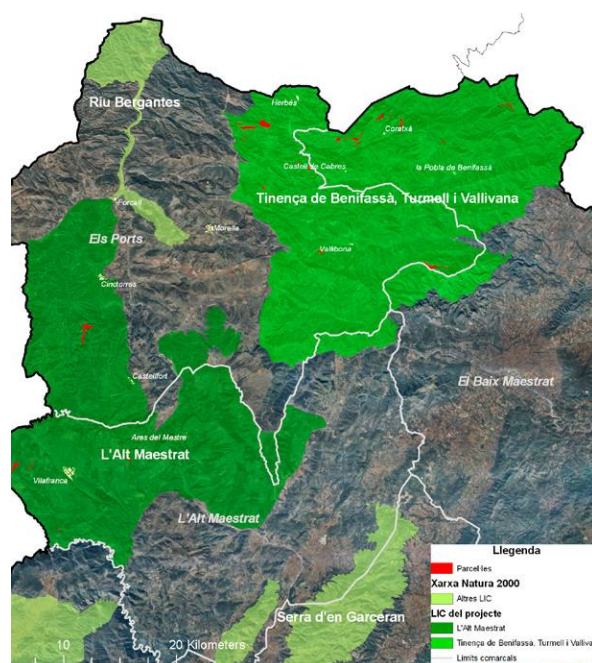 Herbés
Riu Bergantes
Coratxà
Castell de Cabres
la Pobla de Benifassà
Tinença de Benifassà, Turmell i Vallivana
Forcall
Morella
Els Ports
Vallibona
Cinctorres
Castellfort
El Baix Maestrat
Ares del Mestre
L'Alt Maestrat
Vilafranca
L'Alt Maestrat
Serra d'en Garceran
10
20 Kilometers
Llegenda
Parcel·les
Xarxa Natura 2000
Altres LIC
LIC del projecte
L'Alt Maestrat
Tinença de Benifassà, Turmell i Vallivana
Límits comarcals